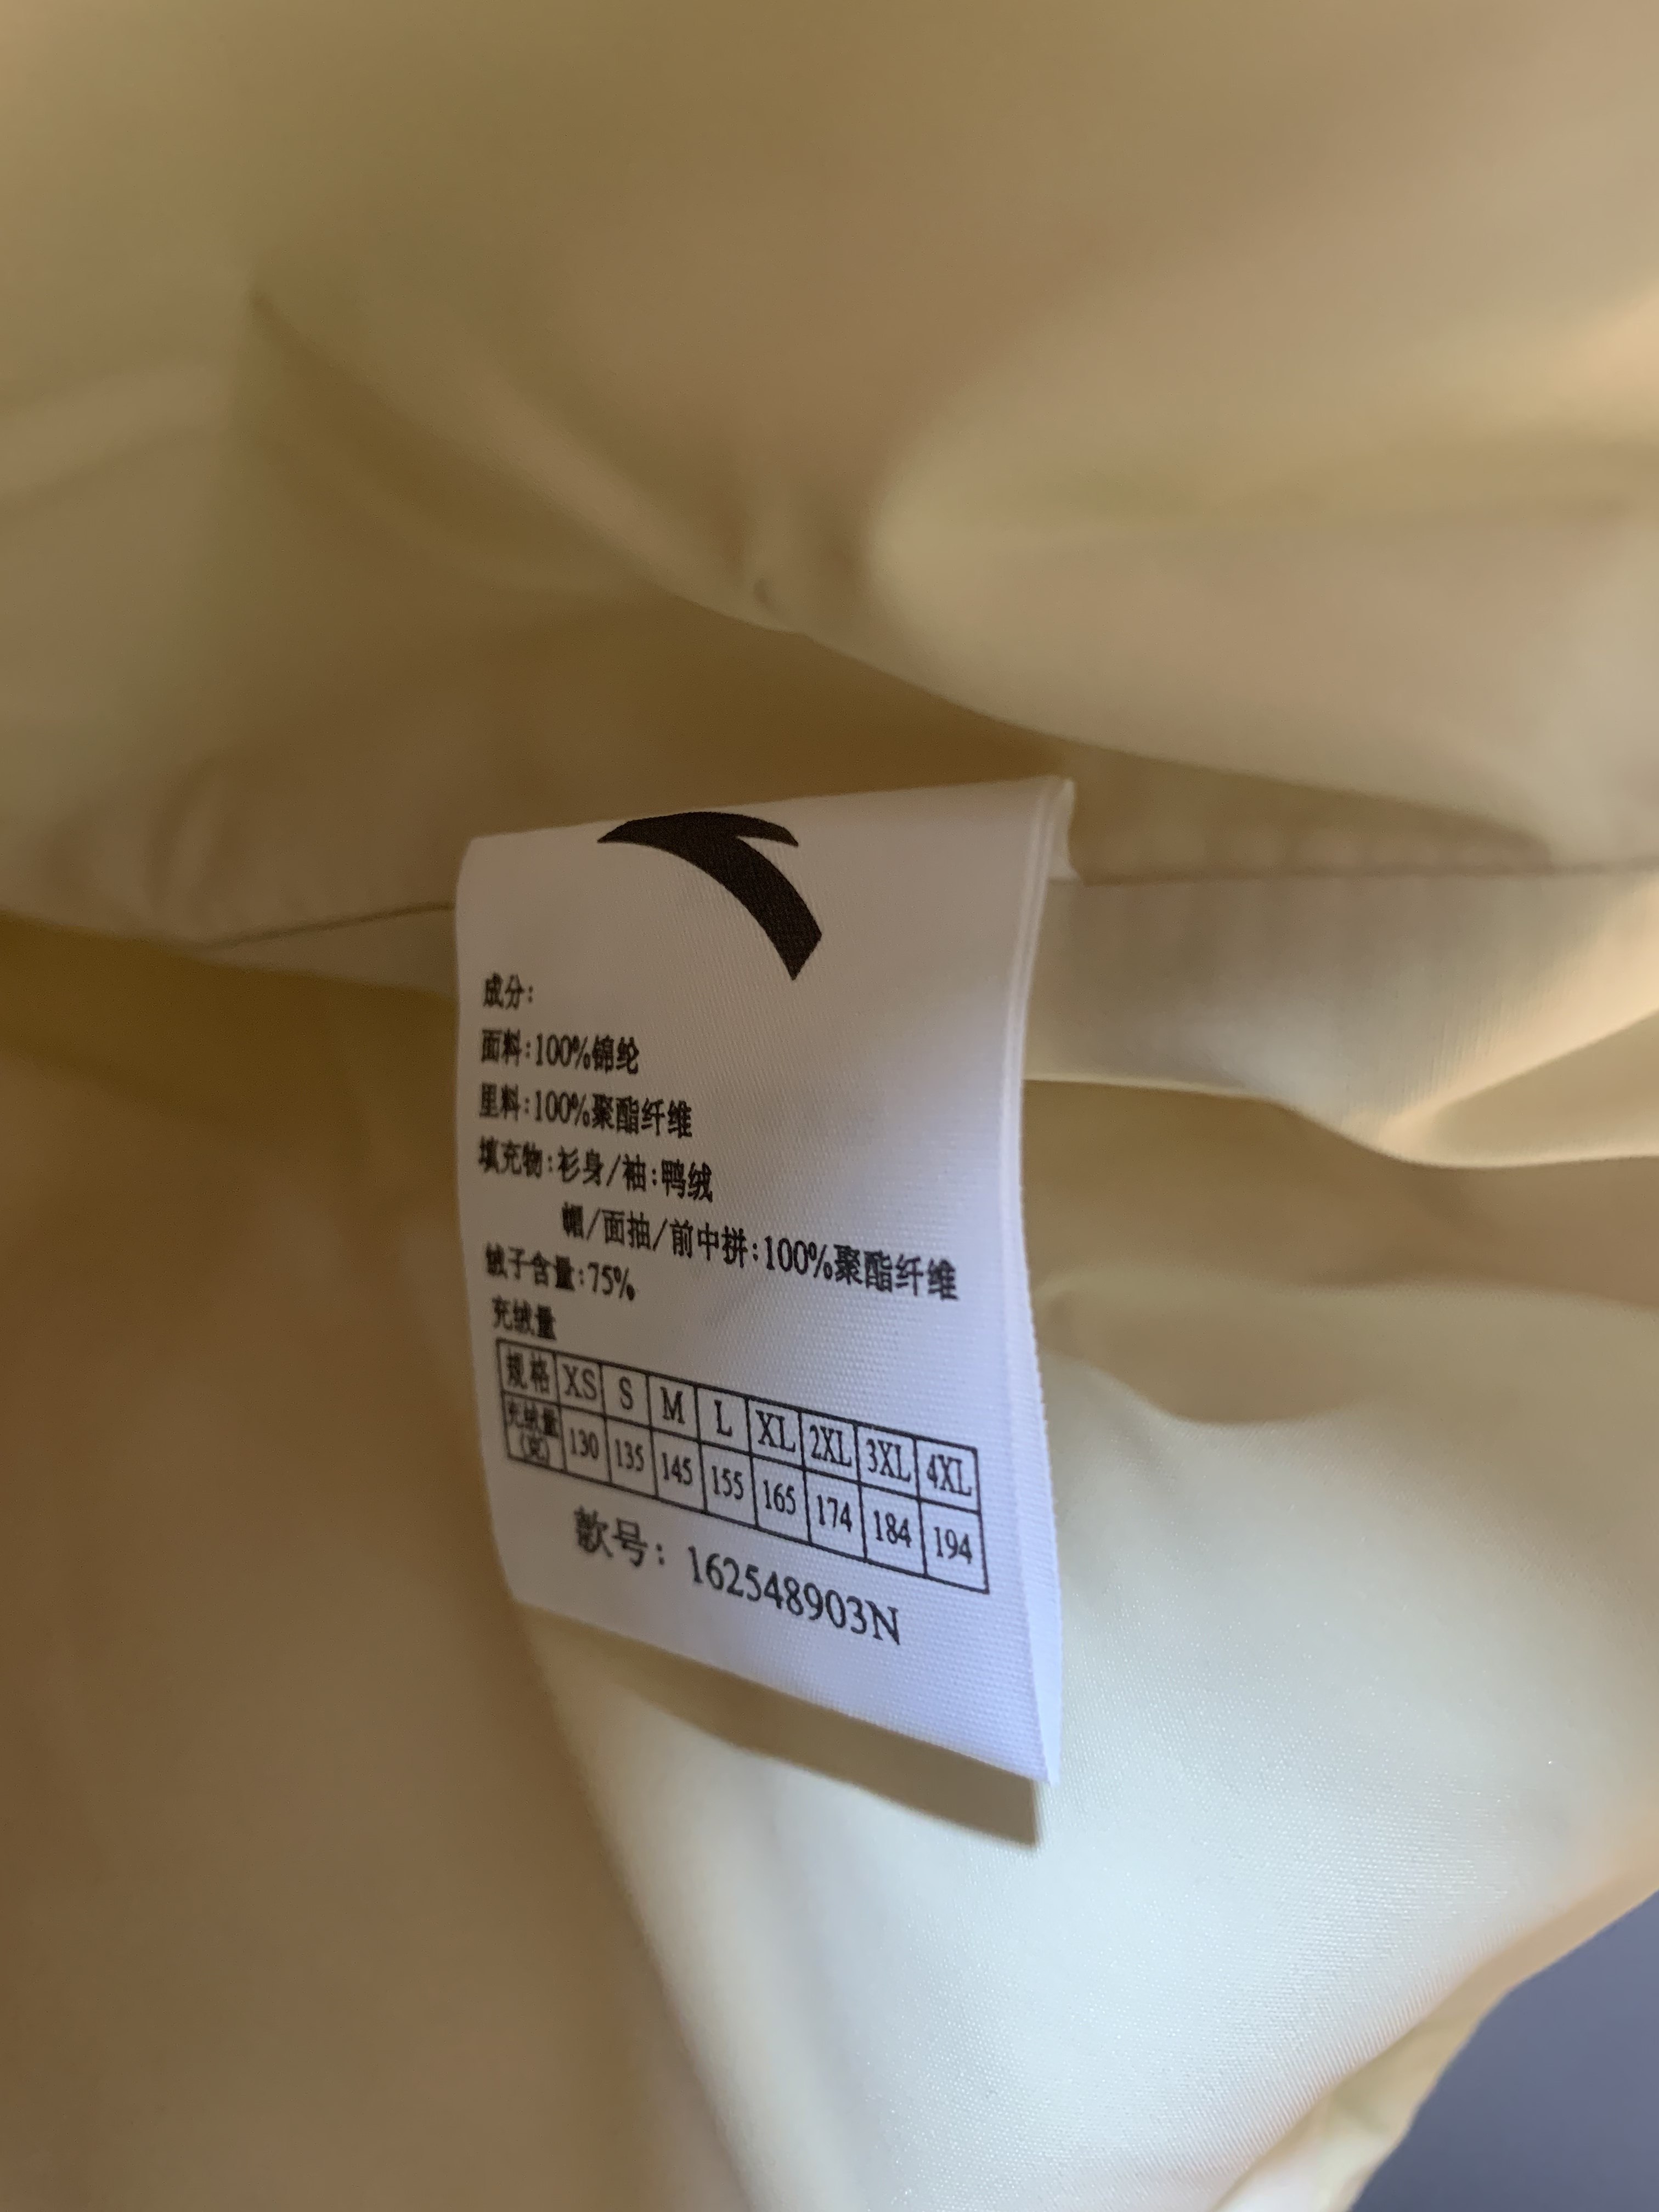 成分:
面料:100%锦纶
里料:100%聚酯纤维
填充物:衫身/袖:鸭绒
帽/面抽/前中拼:100%聚酯纤维
绒子含量:75%
充绒量
规格 XS S M L XL 2XL 3XL 4XL
充绒量(克) 130 135 145 155 165 174 184 194
款号: 162548903N